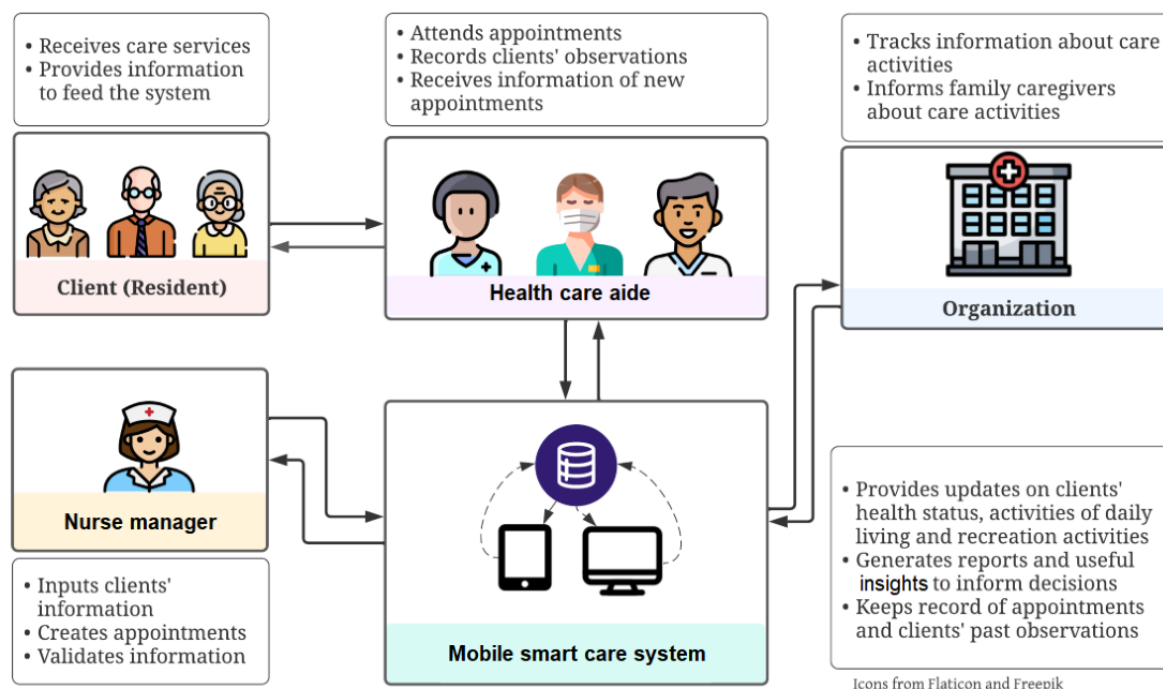 • Receives care services
• Provides information
to feed the system
• Attends appointments
• Records clients' observations
• Receives information of new
appointments
• Tracks information about care
activities
• Informs family caregivers
about care activities
Client (Resident)
Health care aide
Organization
Nurse manager
• Inputs clients'
information
• Creates appointments
• Validates information
Mobile smart care system
• Provides updates on clients'
health status, activities of daily
living and recreation activities
• Generates reports and useful
insights to inform decisions
• Keeps record of appointments
and clients' past observations
Icons from Flaticon and Freepik